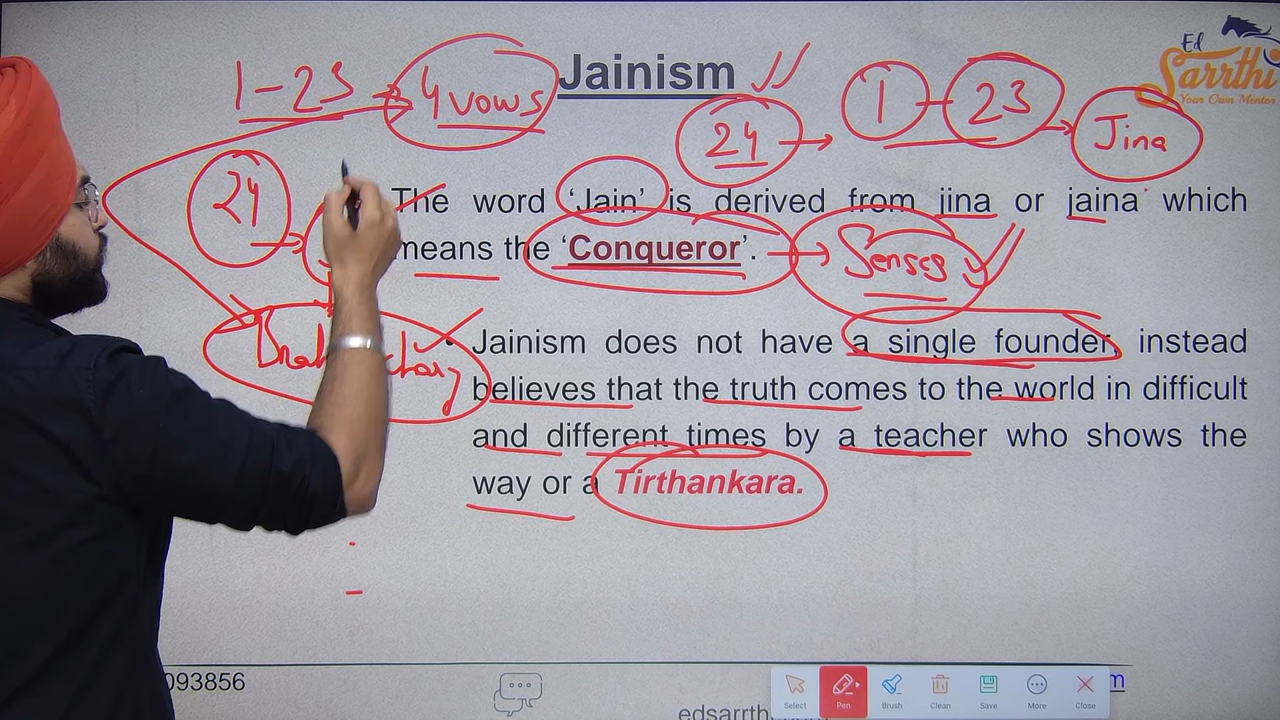 Ed
Sarrthi
Your Own Mentor
Jainism
1-23 → 4 vows
24 → 1 - 23 → Jina
24 →
The word 'Jain' is derived from jina or jaina which
means the 'Conqueror'. → Senses
• Jainism does not have a single founder, instead
believes that the truth comes to the world in difficult
and different times by a teacher who shows the
way or a Tirthankara.
093856
Select
Pen
Brush
Clean
Save
More
Close